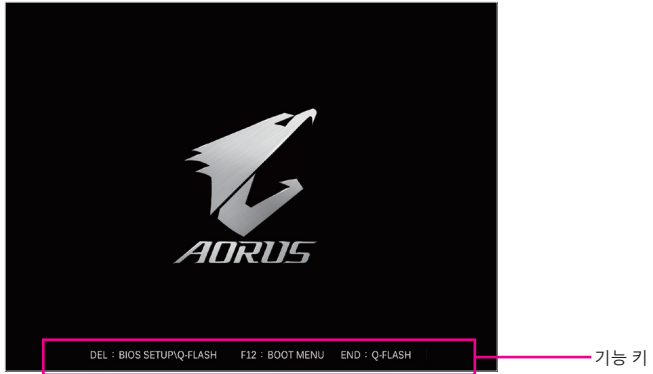 AORUS
DEL : BIOS SETUP\Q-FLASH F12 : BOOT MENU END : Q-FLASH
기능 키